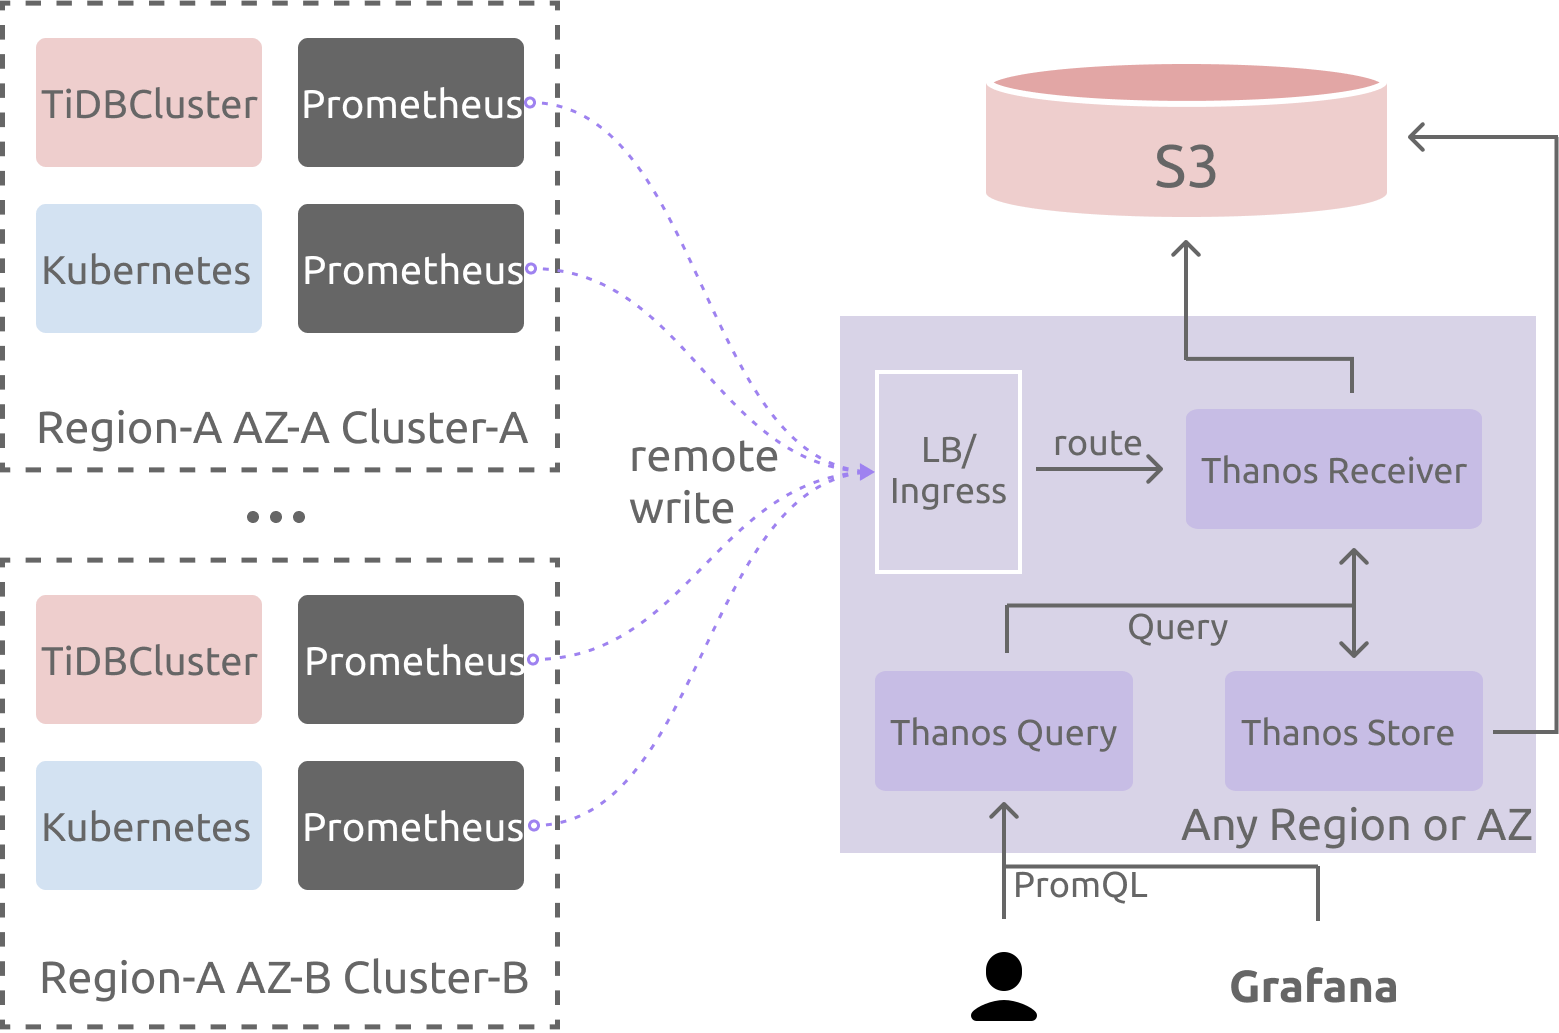 TiDBCluster
Prometheus
Kubernetes
Prometheus
Region-A AZ-A Cluster-A
...
TiDBCluster
Prometheus
Kubernetes
Prometheus
Region-A AZ-B Cluster-B
remote
write
S3
LB/
Ingress
route
Thanos Receiver
Query
Thanos Query
Thanos Store
Any Region or AZ
PromQL
Grafana